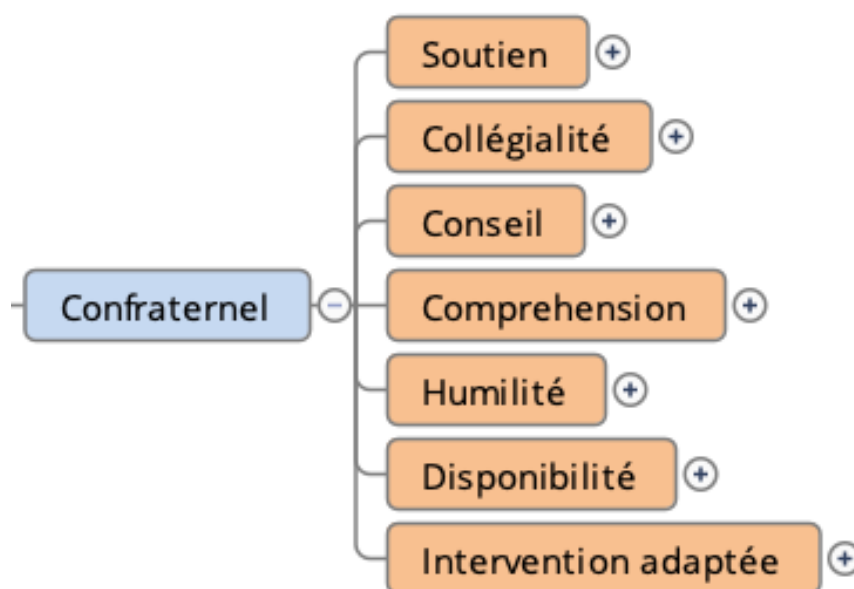 Soutien
Collégialité
Conseil
Confraternel
Comprehension
Humilité
Disponibilité
Intervention adaptée